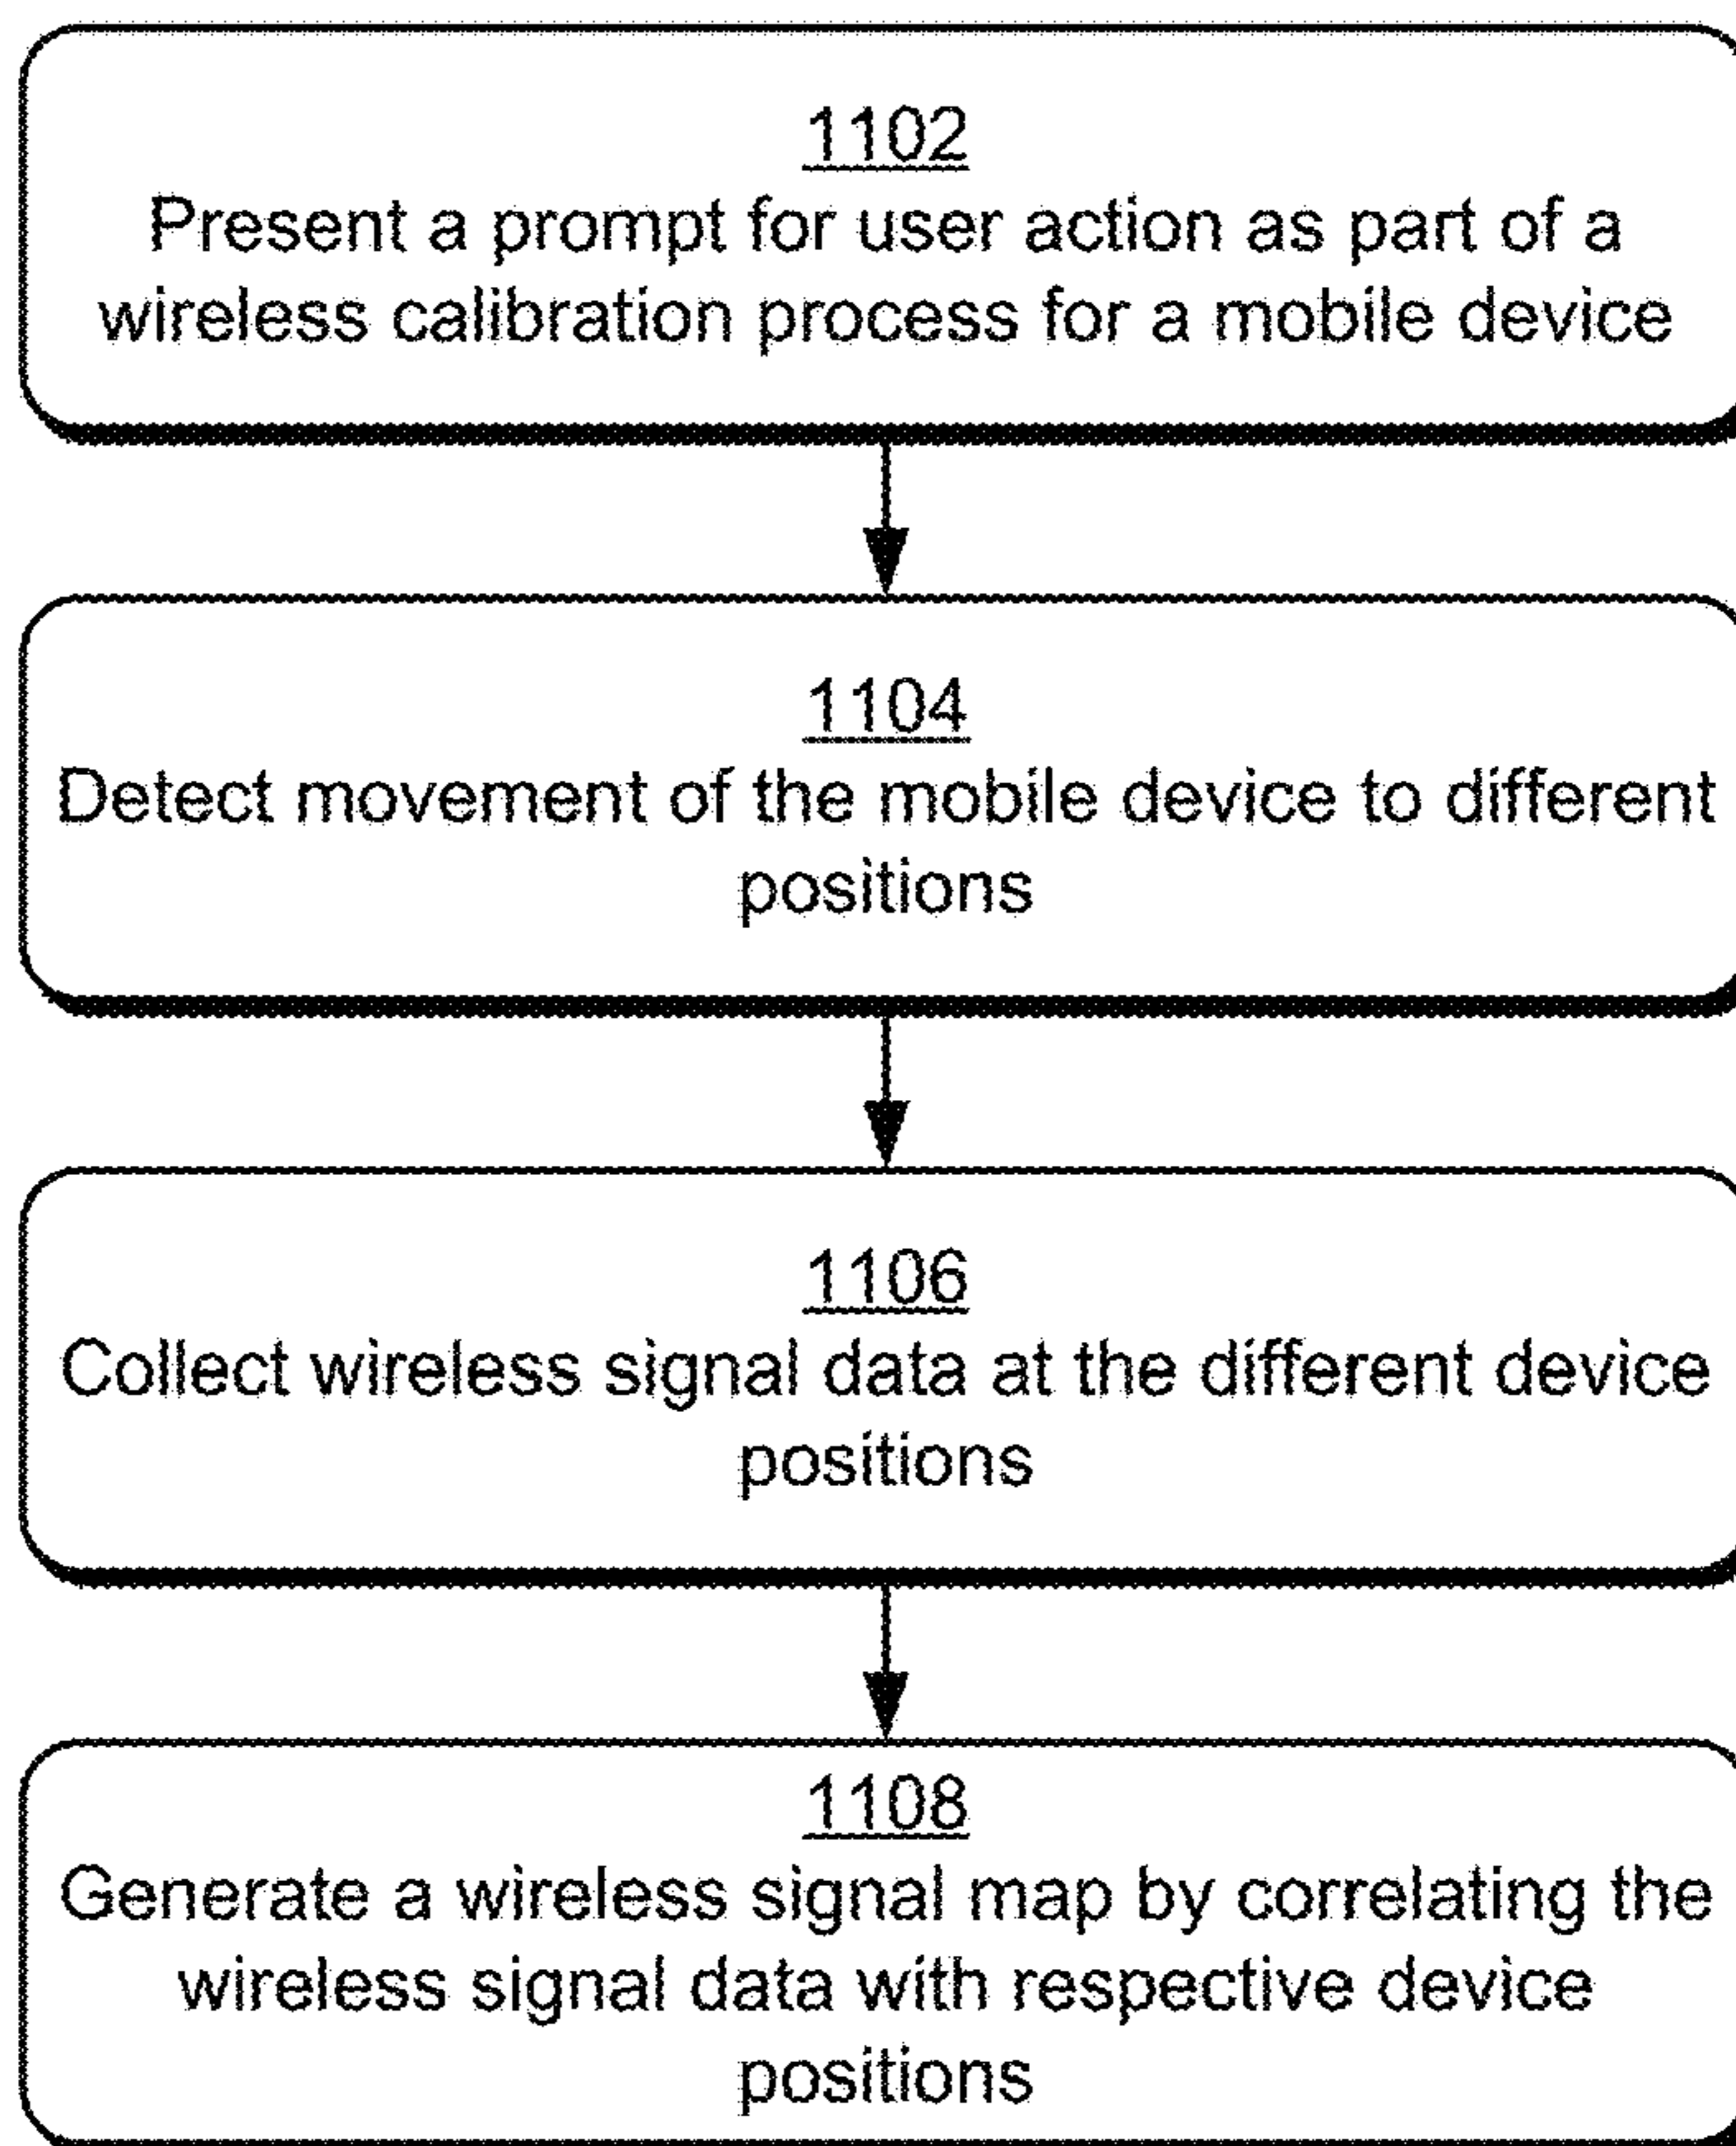 1102
Present a prompt for user action as part of a
wireless calibration process for a mobile device
1104
Detect movement of the mobile device to different
positions
1106
Collect wireless signal data at the different device
positions
1108
Generate a wireless signal map by correlating the
wireless signal data with respective device
positions